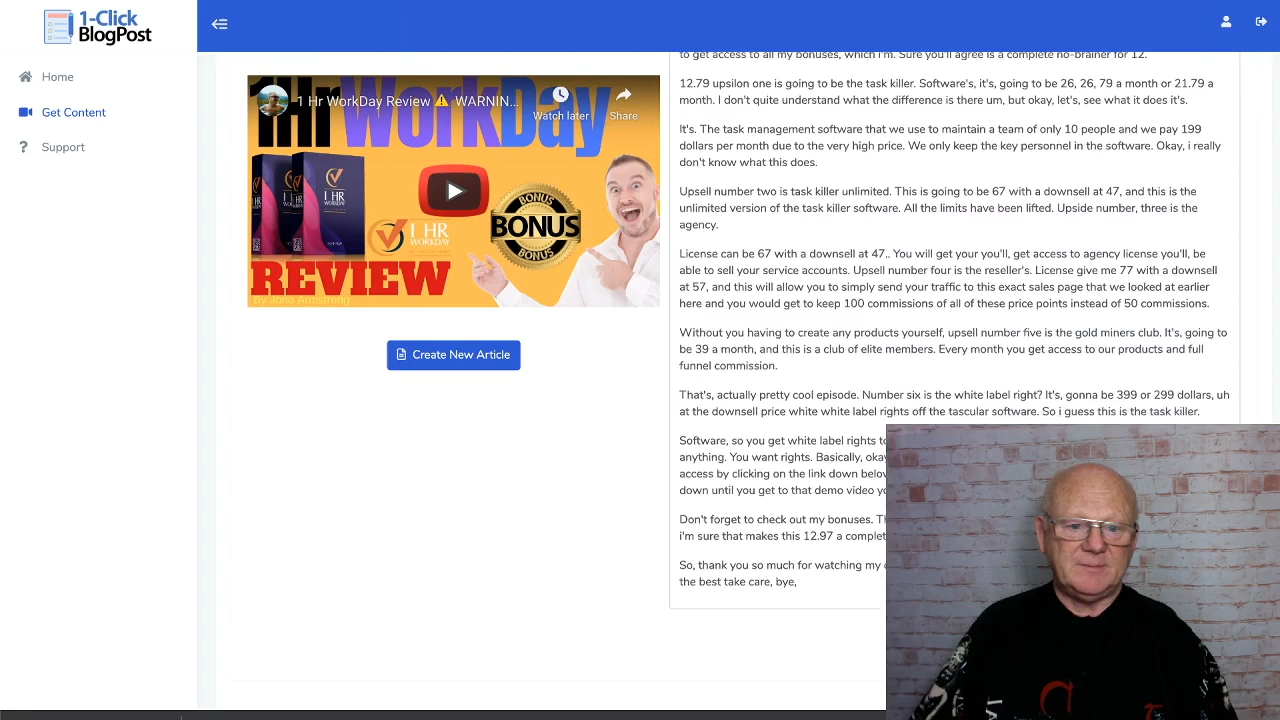 1-Click
BlogPost
Home
Get Content
Support
1 Hr WorkDay Review ⚠ WARNIN...
Watch later
Share
1Hr WorkDay
1 HR
WORKDAY
1 HR
WORKDAY
BONUS
BONUS
BONUS
REVIEW
By Jono Armstrong
Create New Article
to get access to all my bonuses, which i'm. Sure you'll agree is a complete no-brainer for 12.
12.79 upsilon one is going to be the task killer. Software's, it's, going to be 26, 26, 79 a month or 21.79 a
month. I don't quite understand what the difference is there um, but okay, let's, see what it does it's.
It's. The task management software that we use to maintain a team of only 10 people and we pay 199
dollars per month due to the very high price. We only keep the key personnel in the software. Okay, i really
don't know what this does.
Upsell number two is task killer unlimited. This is going to be 67 with a downsell at 47, and this is the
unlimited version of the task killer software. All the limits have been lifted. Upside number, three is the
agency.
License can be 67 with a downsell at 47.. You will get your you'll, get access to agency license you'll, be
able to sell your service accounts. Upsell number four is the reseller's. License give me 77 with a downsell
at 57, and this will allow you to simply send your traffic to this exact sales page that we looked at earlier
here and you would get to keep 100 commissions of all of these price points instead of 50 commissions.
Without you having to create any products yourself, upsell number five is the gold miners club. It's, going to
be 39 a month, and this is a club of elite members. Every month you get access to our products and full
funnel commission.
That's, actually pretty cool episode. Number six is the white label right? It's, gonna be 399 or 299 dollars, uh
at the downsell price white white label rights off the tascular software. So i guess this is the task killer.
Software, so you get white label rights to
anything. You want rights. Basically, okay
access by clicking on the link down below
down until you get to that demo video
Don't forget to check out my bonuses.
i'm sure that makes this 12.97 a
So, thank you so much for watching my
the best take care, bye,